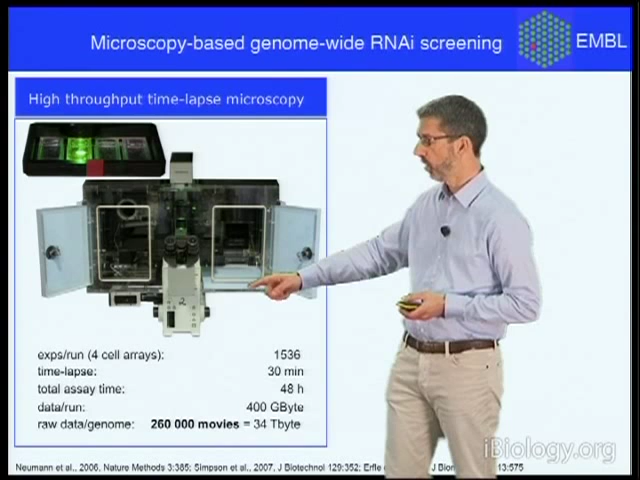 Microscopy-based genome-wide RNAi screening
EMBL
High throughput time-lapse microscopy
2
exps/run (4 cell arrays): 1536
time-lapse: 30 min
total assay time: 48 h
data/run: 400 GByte
raw data/genome: 260 000 movies = 34 Tbyte
iBiology.org
Neumann et al., 2006, Nature Methods 3:385; Simpson et al., 2007, J Biotechnol 129:352; Erfle , J Biom 13:575